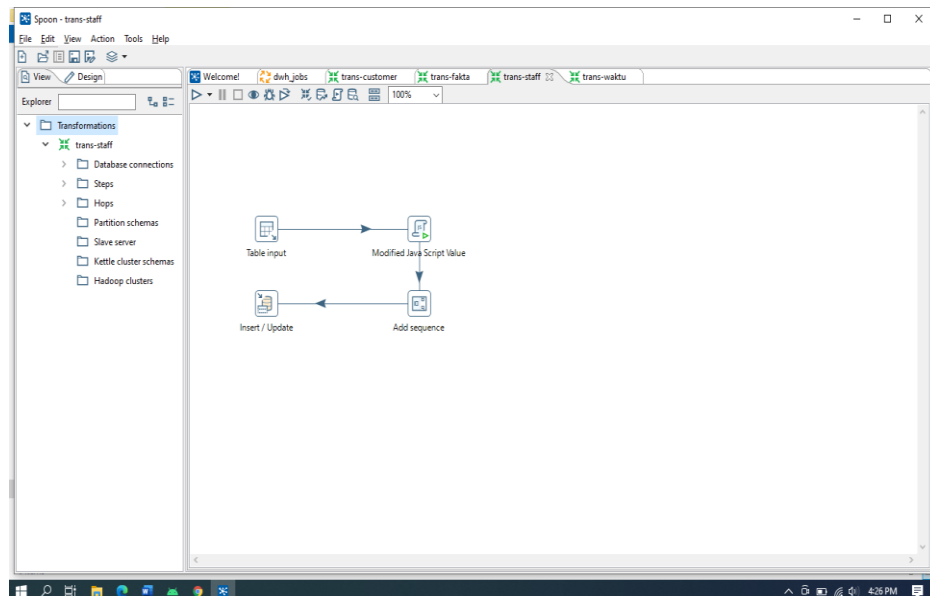 Spoon - trans-staff
File Edit View Action Tools Help
View Design
Welcome! dwh_jobs trans-customer trans-fakta trans-staff trans-waktu
Explorer
100%
Transformations
trans-staff
Database connections
Steps
Hops
Partition schemas
Slave server
Kettle cluster schemas
Hadoop clusters
Table input Modified Java Script Value
Insert / Update Add sequence
4:26 PM